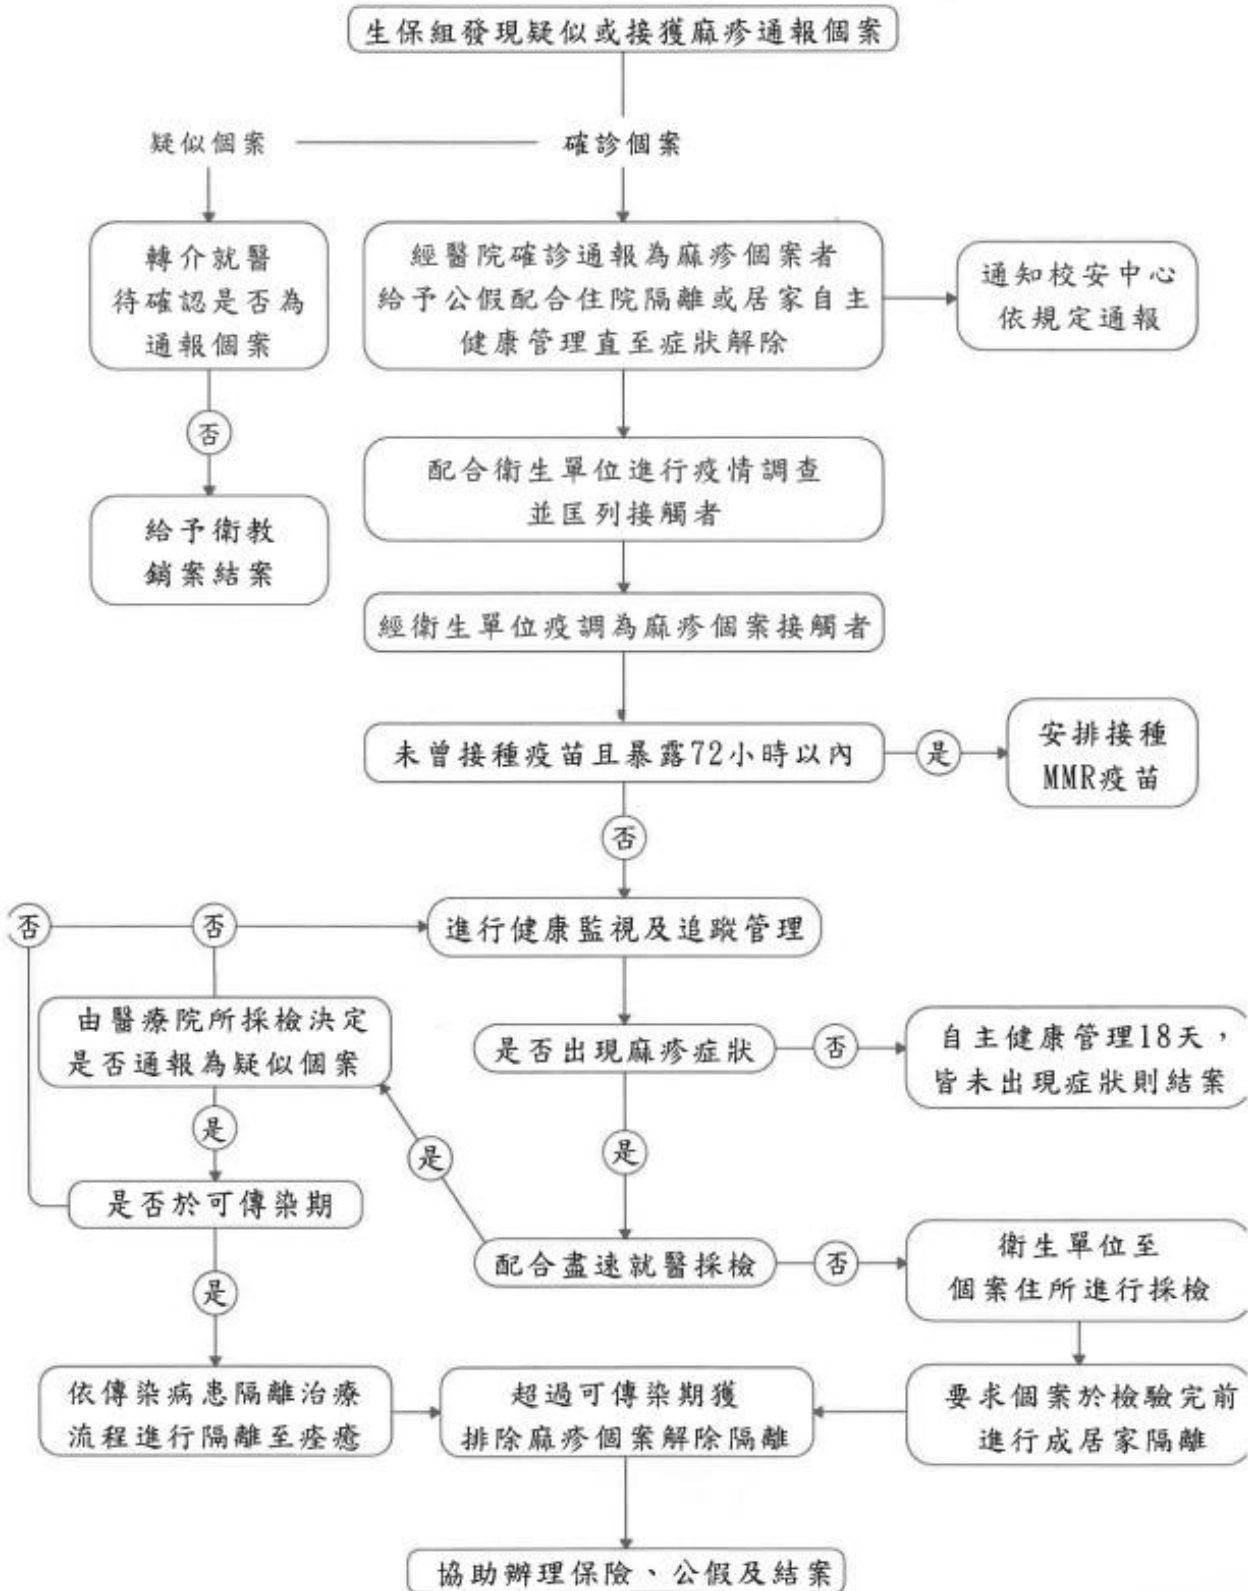 生保組發現疑似或接獲麻疹通報個案
疑似個案
確診個案
轉介就醫
待確認是否為
通報個案
經醫院確診通報為麻疹個案者
給予公假配合住院隔離或居家自主
健康管理直至症狀解除
通知校安中心
依規定通報
否
配合衛生單位進行疫情調查
並匡列接觸者
給予衛教
銷案結案
經衛生單位疫調為麻疹個案接觸者
未曾接種疫苗且暴露72小時以內
是
安排接種
MMR疫苗
否
否
否
進行健康監視及追蹤管理
由醫療院所採檢決定
是否通報為疑似個案
是否出現麻疹症狀
否
自主健康管理18天，
皆未出現症狀則結案
是
是
是
是否於可傳染期
配合盡速就醫採檢
否
衛生單位至
個案住所進行採檢
是
依傳染病患隔離治療
流程進行隔離至痊癒
超過可傳染期獲
排除麻疹個案解除隔離
要求個案於檢驗完前
進行成居家隔離
協助辦理保險、公假及結案